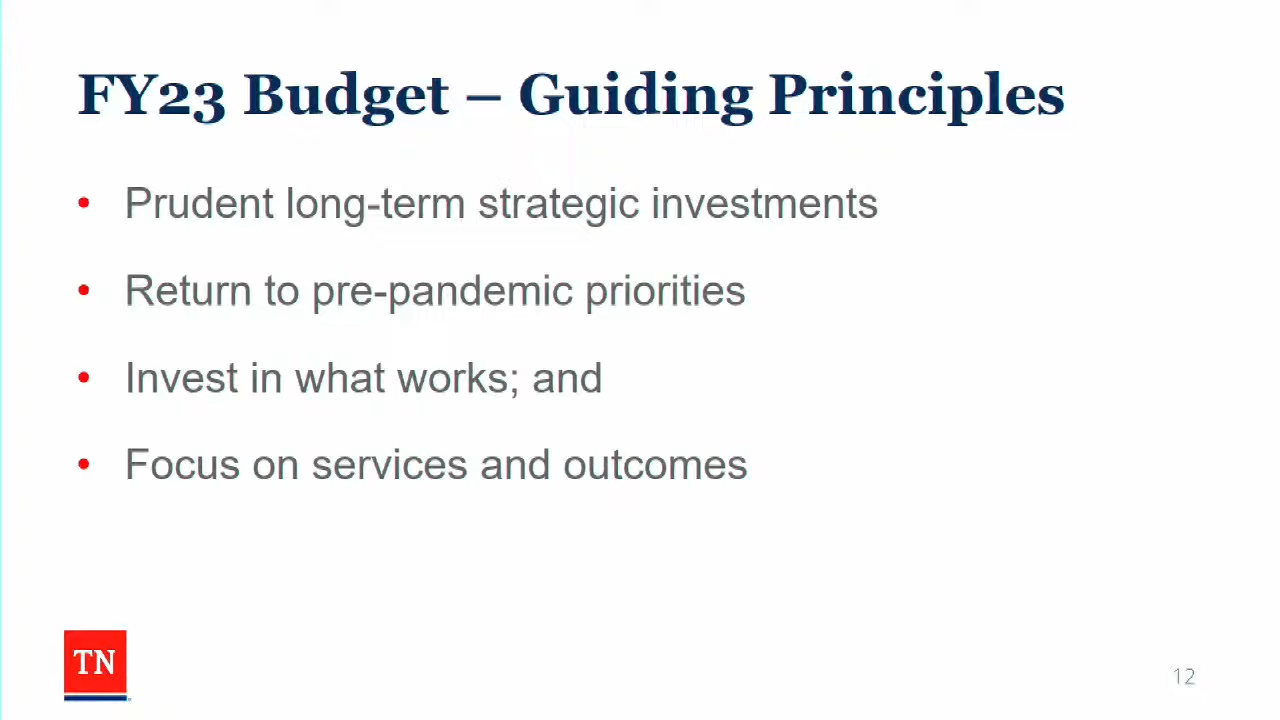 FY23 Budget – Guiding Principles
• Prudent long-term strategic investments
• Return to pre-pandemic priorities
• Invest in what works; and
• Focus on services and outcomes
TN
12